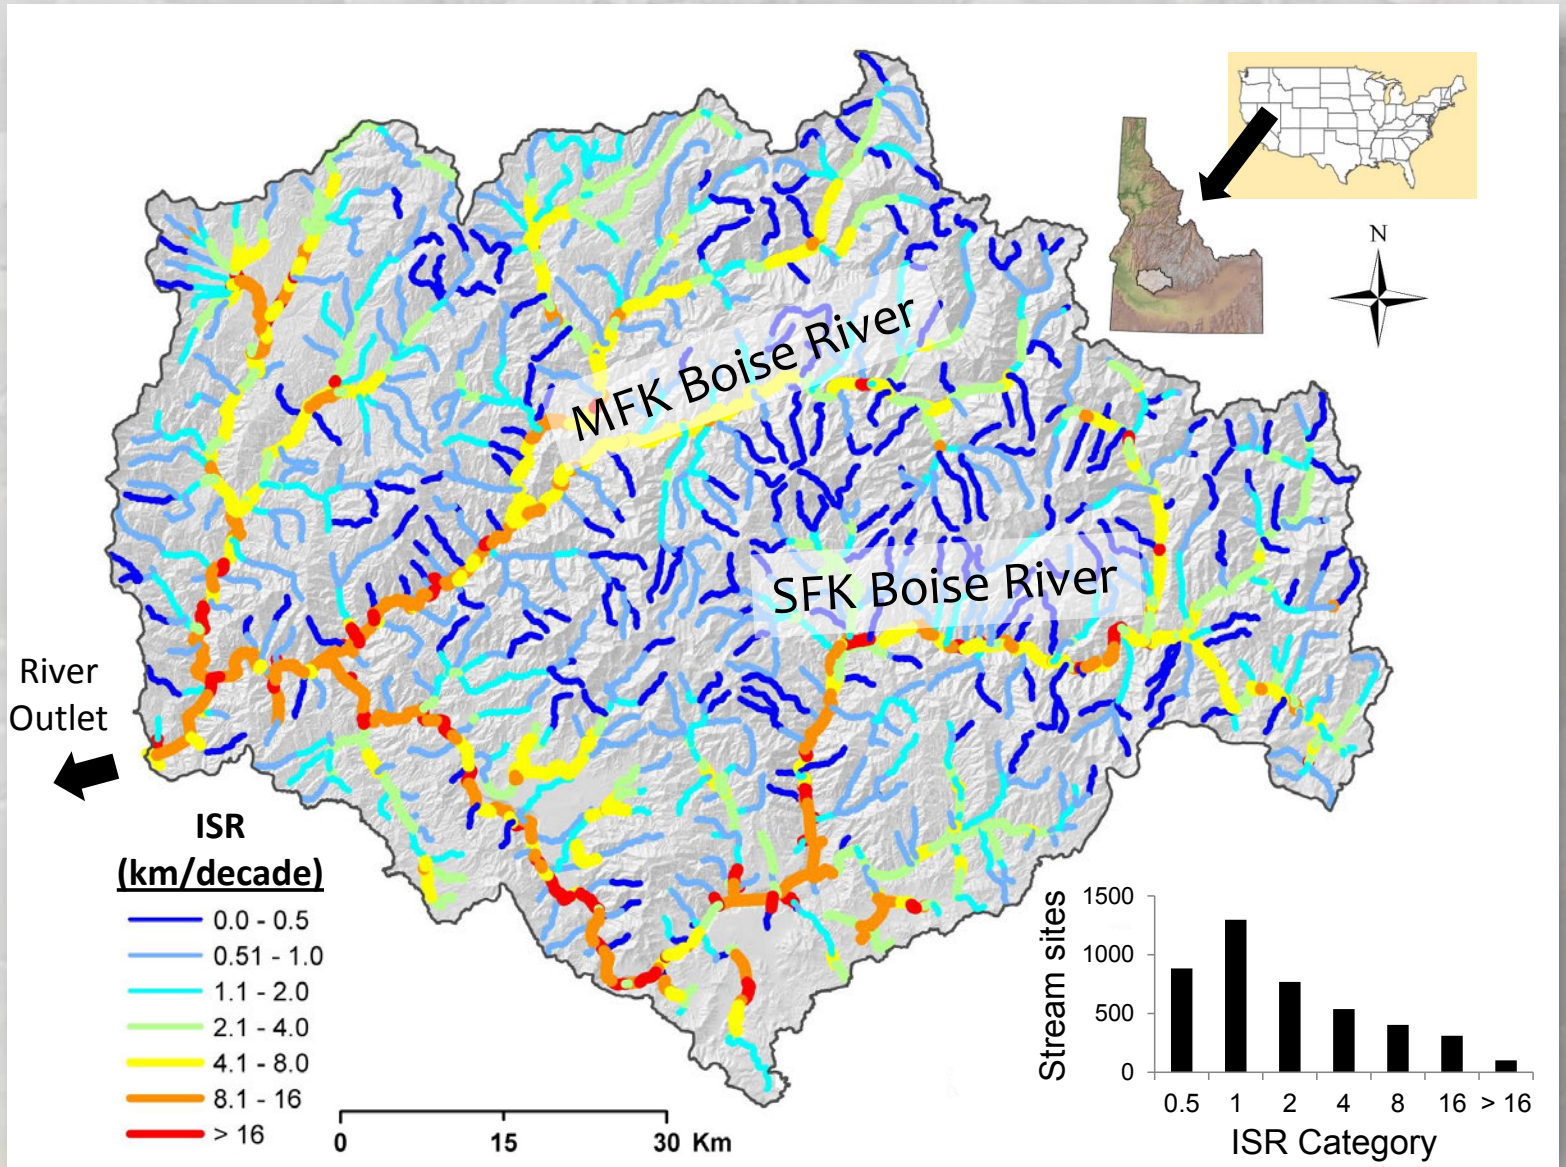 N
MFK Boise River
SFK Boise River
River
Outlet
ISR
(km/decade)
0.0 - 0.5
0.51 - 1.0
1.1 - 2.0
2.1 - 4.0
4.1 - 8.0
8.1 - 16
> 16
0 15 30 Km
Stream sites
1500
1000
500
0
0.5 1 2 4 8 16 > 16
ISR Category